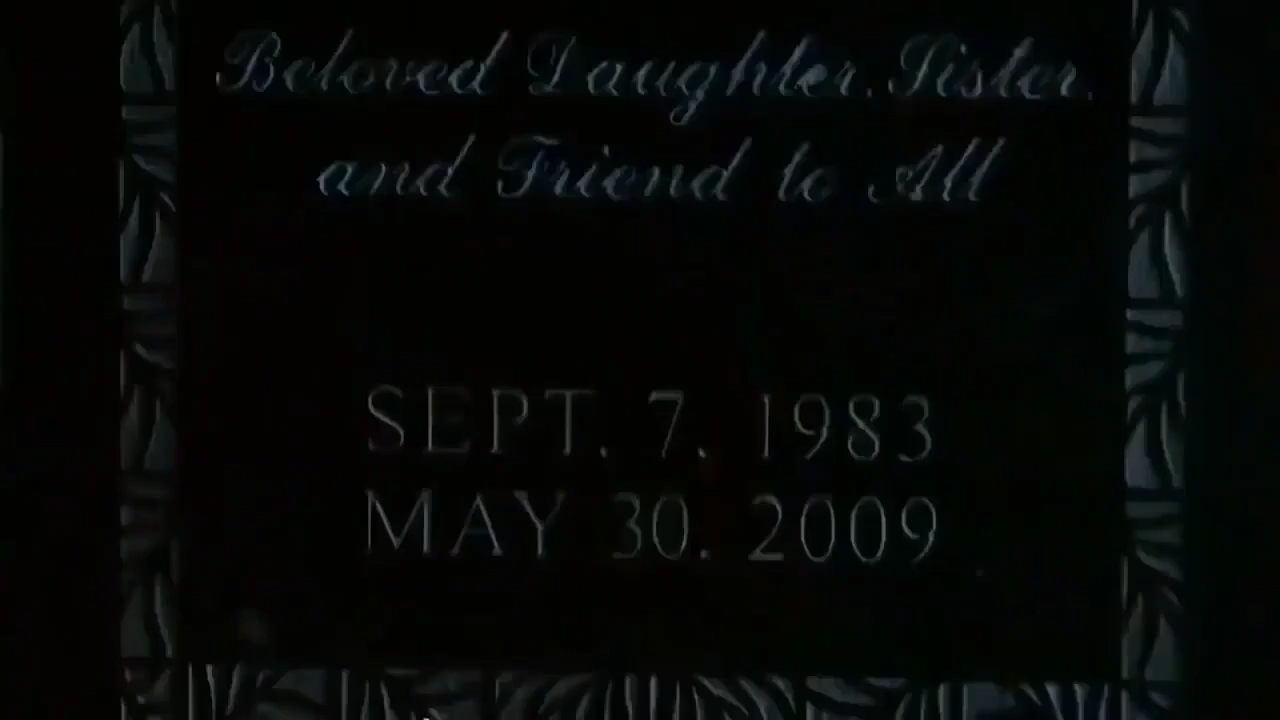 Beloved Daughter, Sister,
and Friend to All
SEPT. 7, 1983
MAY 30, 2009